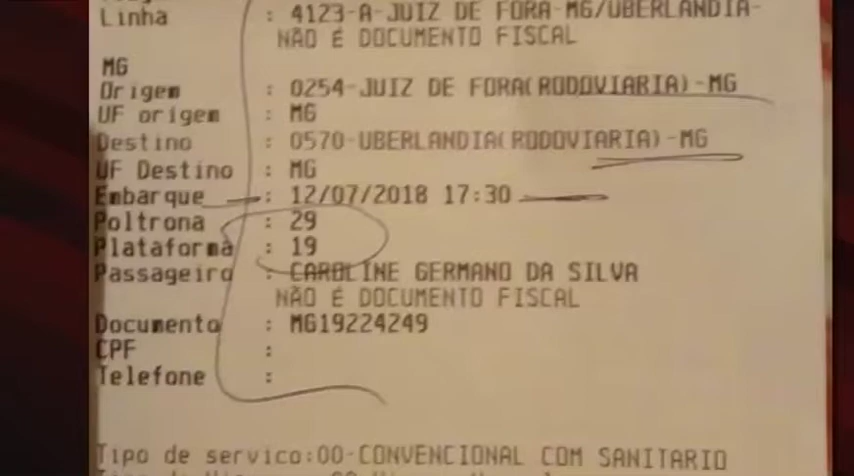 Linha : 4123-A-JUIZ DE FORA-MG/UBERLANDIA-
NÃO É DOCUMENTO FISCAL
MG
Origem : 0254-JUIZ DE FORA(RODOVIARIA)-MG
UF origem : MG
Destino : 0570-UBERLANDIA(RODOVIARIA)-MG
UF Destino : MG
Embarque : 12/07/2018 17:30
Poltrona : 29
Plataforma : 19
Passageiro : CAROLINE GERMANO DA SILVA
NÃO É DOCUMENTO FISCAL
Documento : MG19224249
CPF :
Telefone :
Tipo de servico:00-CONVENCIONAL COM SANITARIO